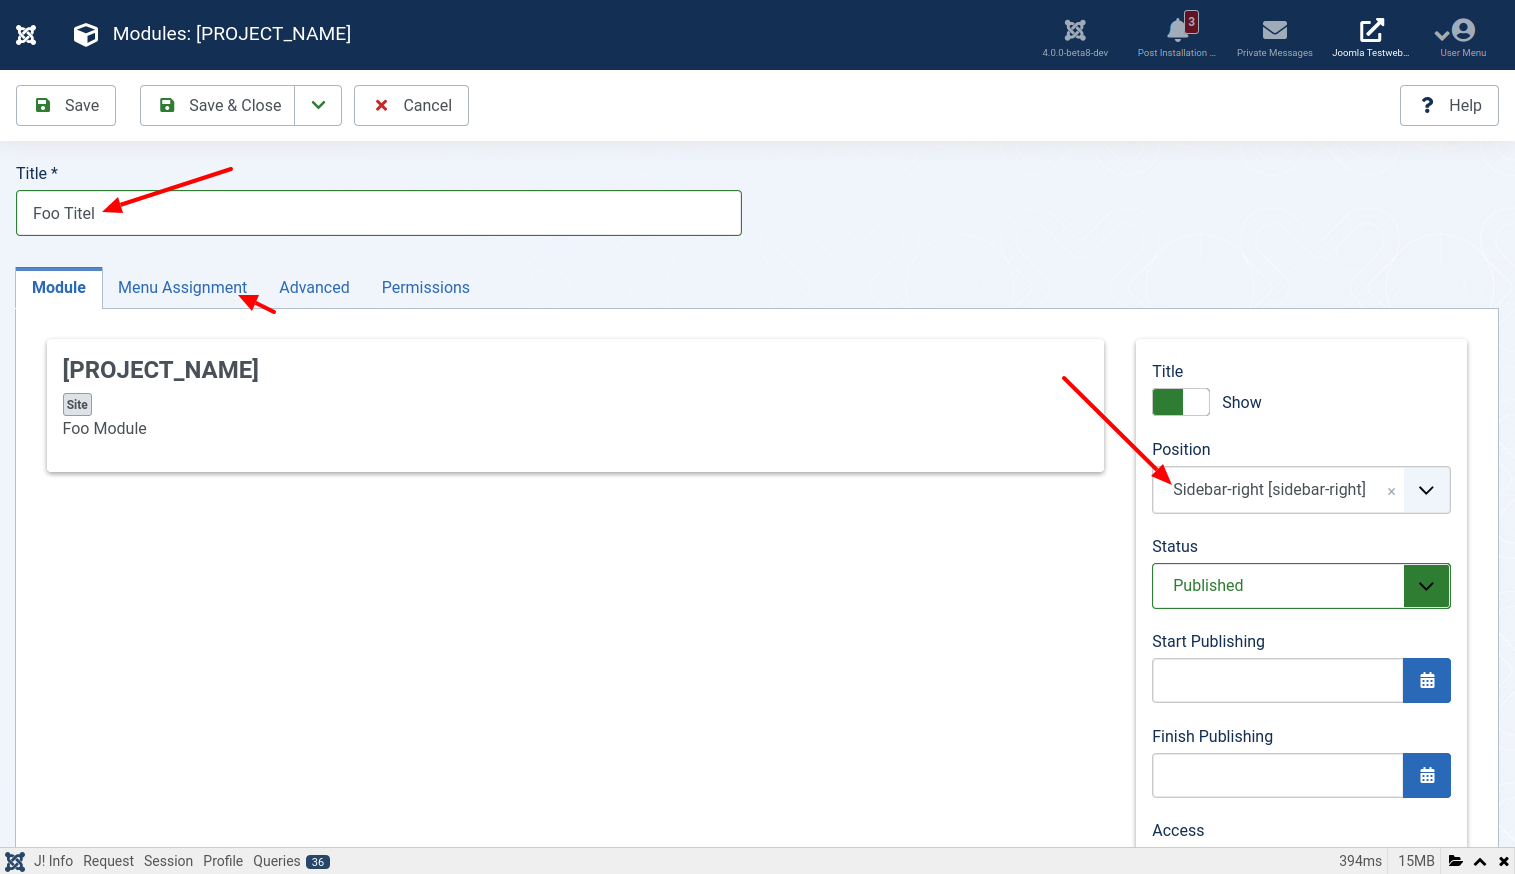 Modules: [PROJECT_NAME]
4.0.0-beta8-dev
3
Post Installation ...
Private Messages
Joomla Testweb...
User Menu
Save
Save & Close
Cancel
? Help
Title *
Foo Titel
Module
Menu Assignment
Advanced
Permissions
[PROJECT_NAME]
Site
Foo Module
Title
Show
Position
Sidebar-right [sidebar-right] ×
Status
Published
Start Publishing
Finish Publishing
Access
J! Info
Request
Session
Profile
Queries 36
394ms
15MB